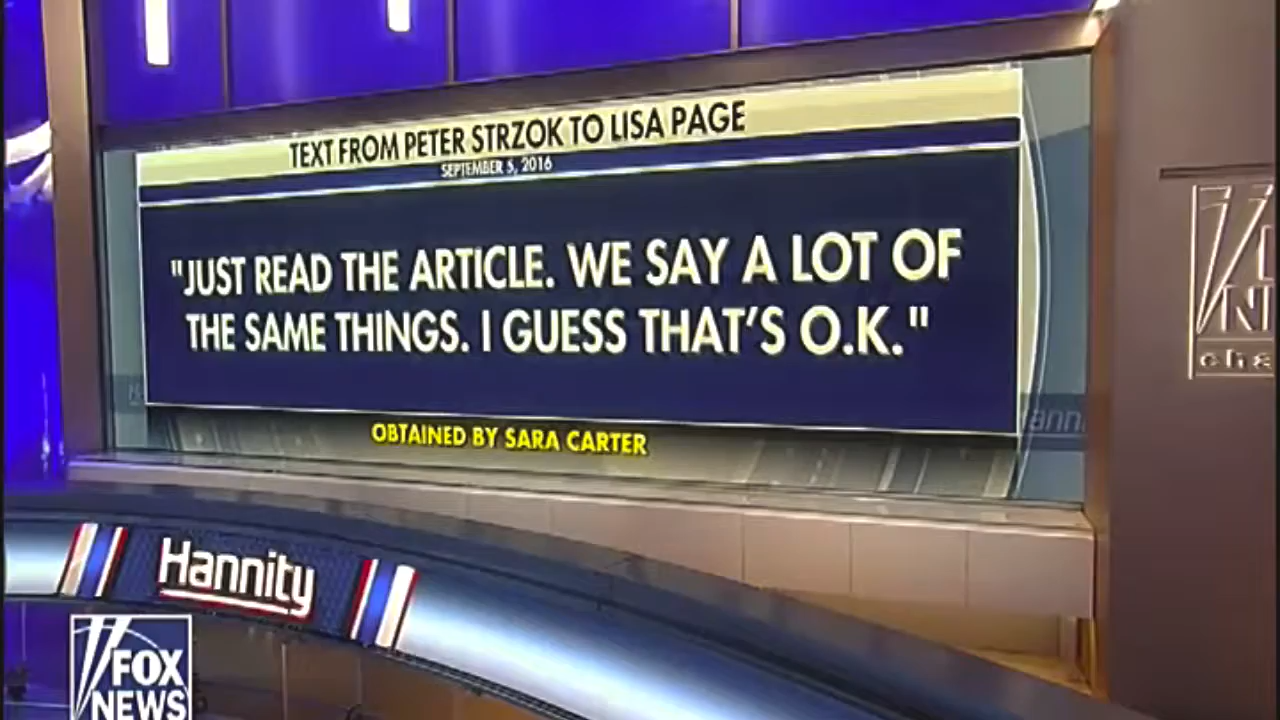 TEXT FROM PETER STRZOK TO LISA PAGE
SEPTEMBER 5, 2016
"JUST READ THE ARTICLE. WE SAY A LOT OF
THE SAME THINGS. I GUESS THAT'S O.K."
OBTAINED BY SARA CARTER
Hannity
FOX
NEWS